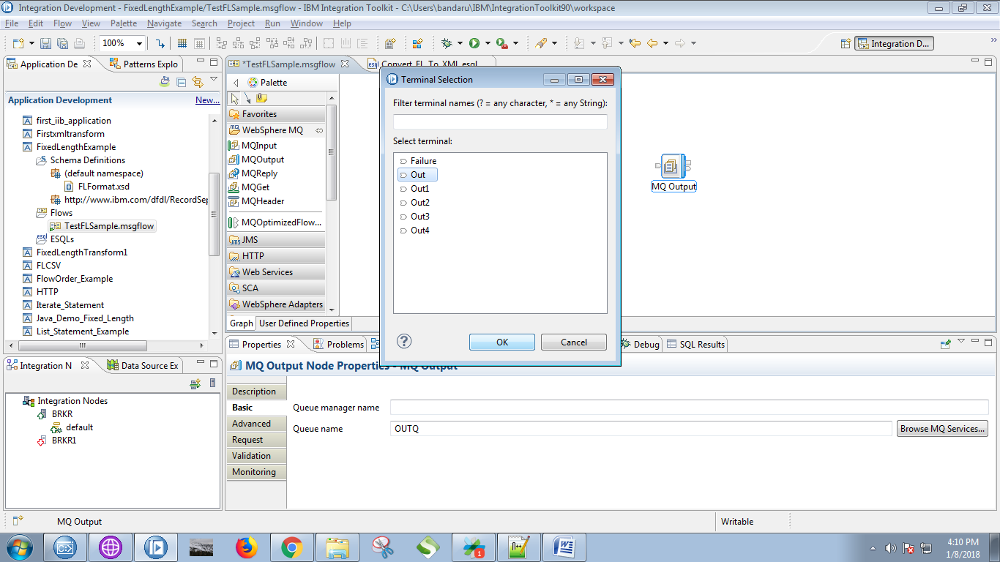 Integration Development - FixedLengthExample/TestFLSample.msgflow - IBM Integration Toolkit - C:\Users\bandaru\IBM\IntegrationToolkit90\workspace
File Edit Flow View Palette Navigate Search Project Run Window Help
100%
Integration D...
Application De
Patterns Explo
Application Development
New...
first_iib_application
Firstxmltransform
FixedLengthExample
Schema Definitions
(default namespace)
FLFormat.xsd
http://www.ibm.com/dfdl/RecordSep
Flows
TestFLSample.msgflow
esql ESQLs
FixedLengthTransform1
FLCSV
FlowOrder_Example
HTTP
Iterate_Statement
Java_Demo_Fixed_Length
List_Statement_Example
*TestFLSample.msgflow
esql Convert_FL_To_XML.esql
Palette
Favorites
WebSphere MQ
MQInput
MQOutput
MQReply
MQGet
MQHeader
MQOptimizedFlow...
JMS
HTTP
Web Services
SCA
WebSphere Adapters
Graph
User Defined Properties
Terminal Selection
Filter terminal names (? = any character, * = any String):
Select terminal:
Failure
Out
Out1
Out2
Out3
Out4
OK
Cancel
MQ Output
Properties
Problems
Debug
SQL Results
MQ Output Node Properties - MQ Output
Description
Basic
Advanced
Request
Validation
Monitoring
Queue manager name
Queue name
OUTQ
Browse MQ Services...
Integration N
Data Source Ex
Integration Nodes
BRKR
default
BRKR1
MQ Output
Writable
1
4:10 PM
1/8/2018